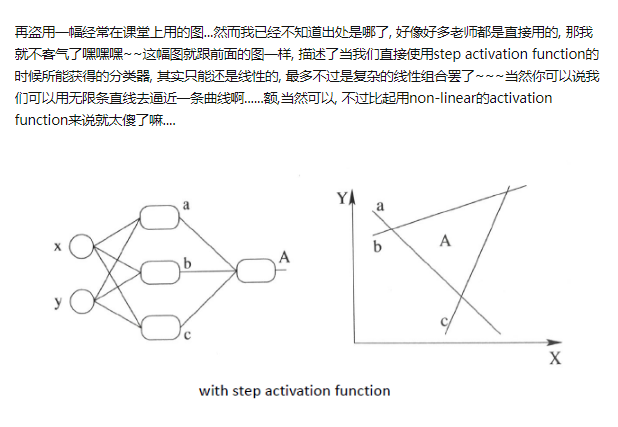 再盗用一幅经常在课堂上用的图...然而我已经不知道出处是哪了, 好像好多老师都是直接用的, 那我
就不客气了嘿嘿嘿~~这幅图就跟前面的图一样, 描述了当我们直接使用step activation function的
时候所能获得的分类器, 其实只能还是线性的, 最多不过是复杂的线性组合罢了~~~当然你可以说我
们可以用无限条直线去逼近一条曲线啊......额,当然可以, 不过比起用non-linear的activation
function来说就太傻了嘛....
a
x
b
A
y
c
Y
a
b
A
c
X
with step activation function